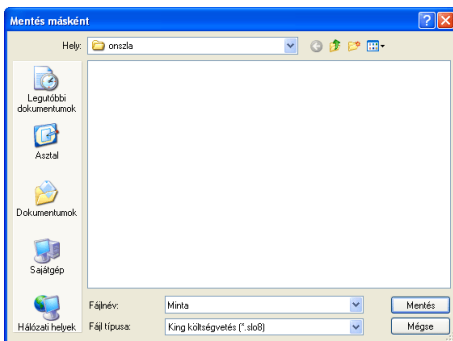 Mentés másként
Hely: onszla
Legutóbbi
dokumentumok
Asztal
Dokumentumok
Sajátgép
Hálózati helyek
Fájlnév: Minta Mentés
Fájl típusa: King költségvetés (*.slo8) Mégse